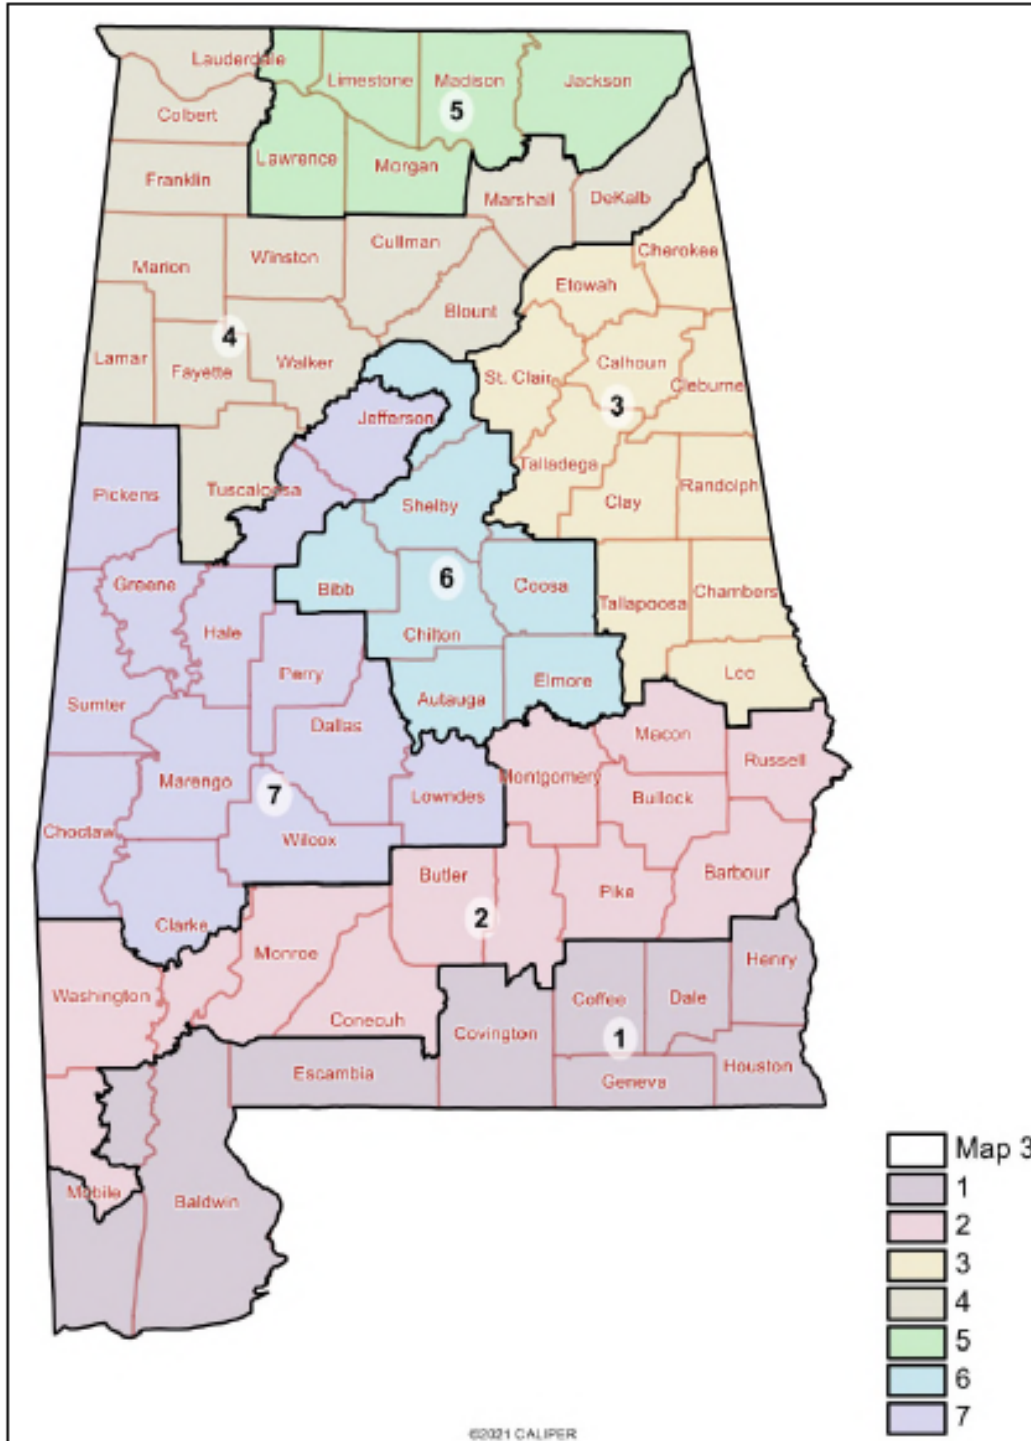 Lauderdale
Limestone
Madison
Jackson
5
Colbert
Lawrence
Morgan
Franklin
Marshall
DeKalb
Cullman
Cherokee
Winston
Marion
Etowah
Blount
4
Lamar
Fayette
Walker
St. Clair
Calhoun
Cleburne
3
Jefferson
Talladega
Pickens
Tuscaloosa
Shelby
Clay
Randolph
Greene
Bibb
6
Coosa
Hale
Chilton
Tallapoosa
Chambers
Perry
Elmore
Lee
Sumter
Autauga
Dallas
Macon
Russell
Marengo
7
Lowndes
Montgomery
Bullock
Choctaw
Wilcox
Butler
Pike
Barbour
Clarke
2
Monroe
Henry
Washington
Conecuh
Coffee
Dale
Covington
1
Escambia
Geneva
Houston
Mobile
Baldwin
Map 3
1
2
3
4
5
6
7
©2021 CALIPER